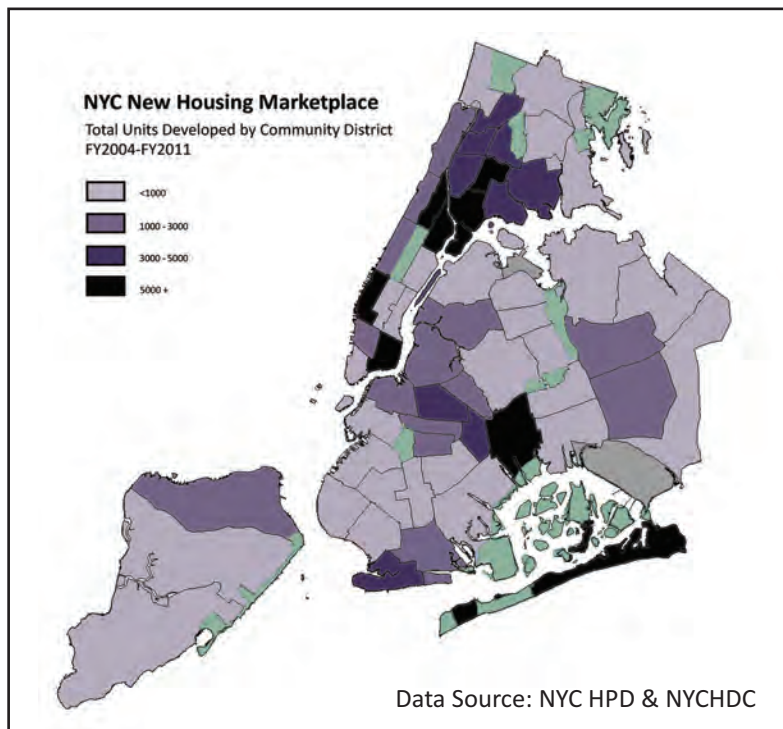 NYC New Housing Marketplace
Total Units Developed by Community District
FY2004-FY2011
<1000
1000 - 3000
3000 - 5000
5000 +
Data Source: NYC HPD & NYCHDC